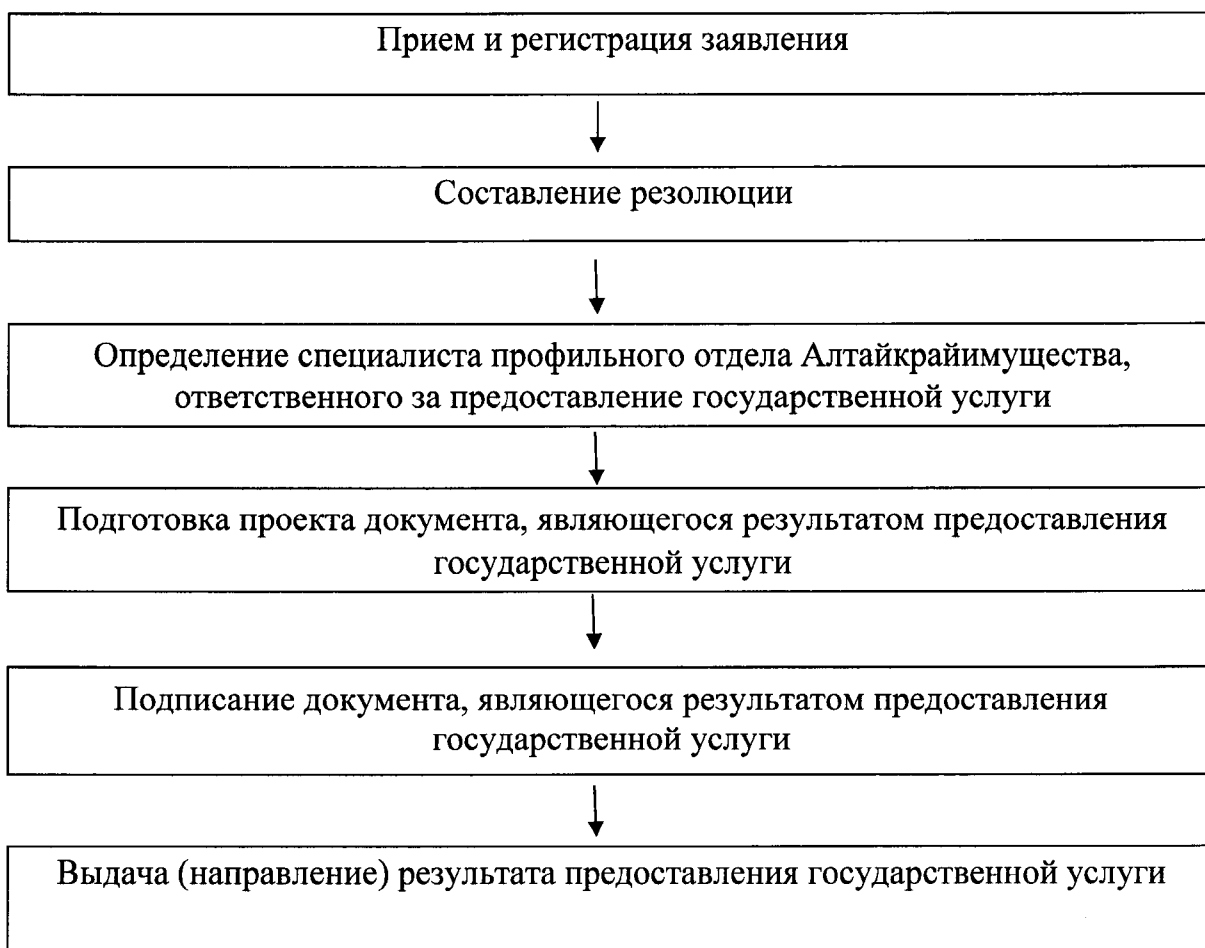 Прием и регистрация заявления
Составление резолюции
Определение специалиста профильного отдела Алтайкрайимущества,
ответственного за предоставление государственной услуги
Подготовка проекта документа, являющегося результатом предоставления
государственной услуги
Подписание документа, являющегося результатом предоставления
государственной услуги
Выдача (направление) результата предоставления государственной услуги